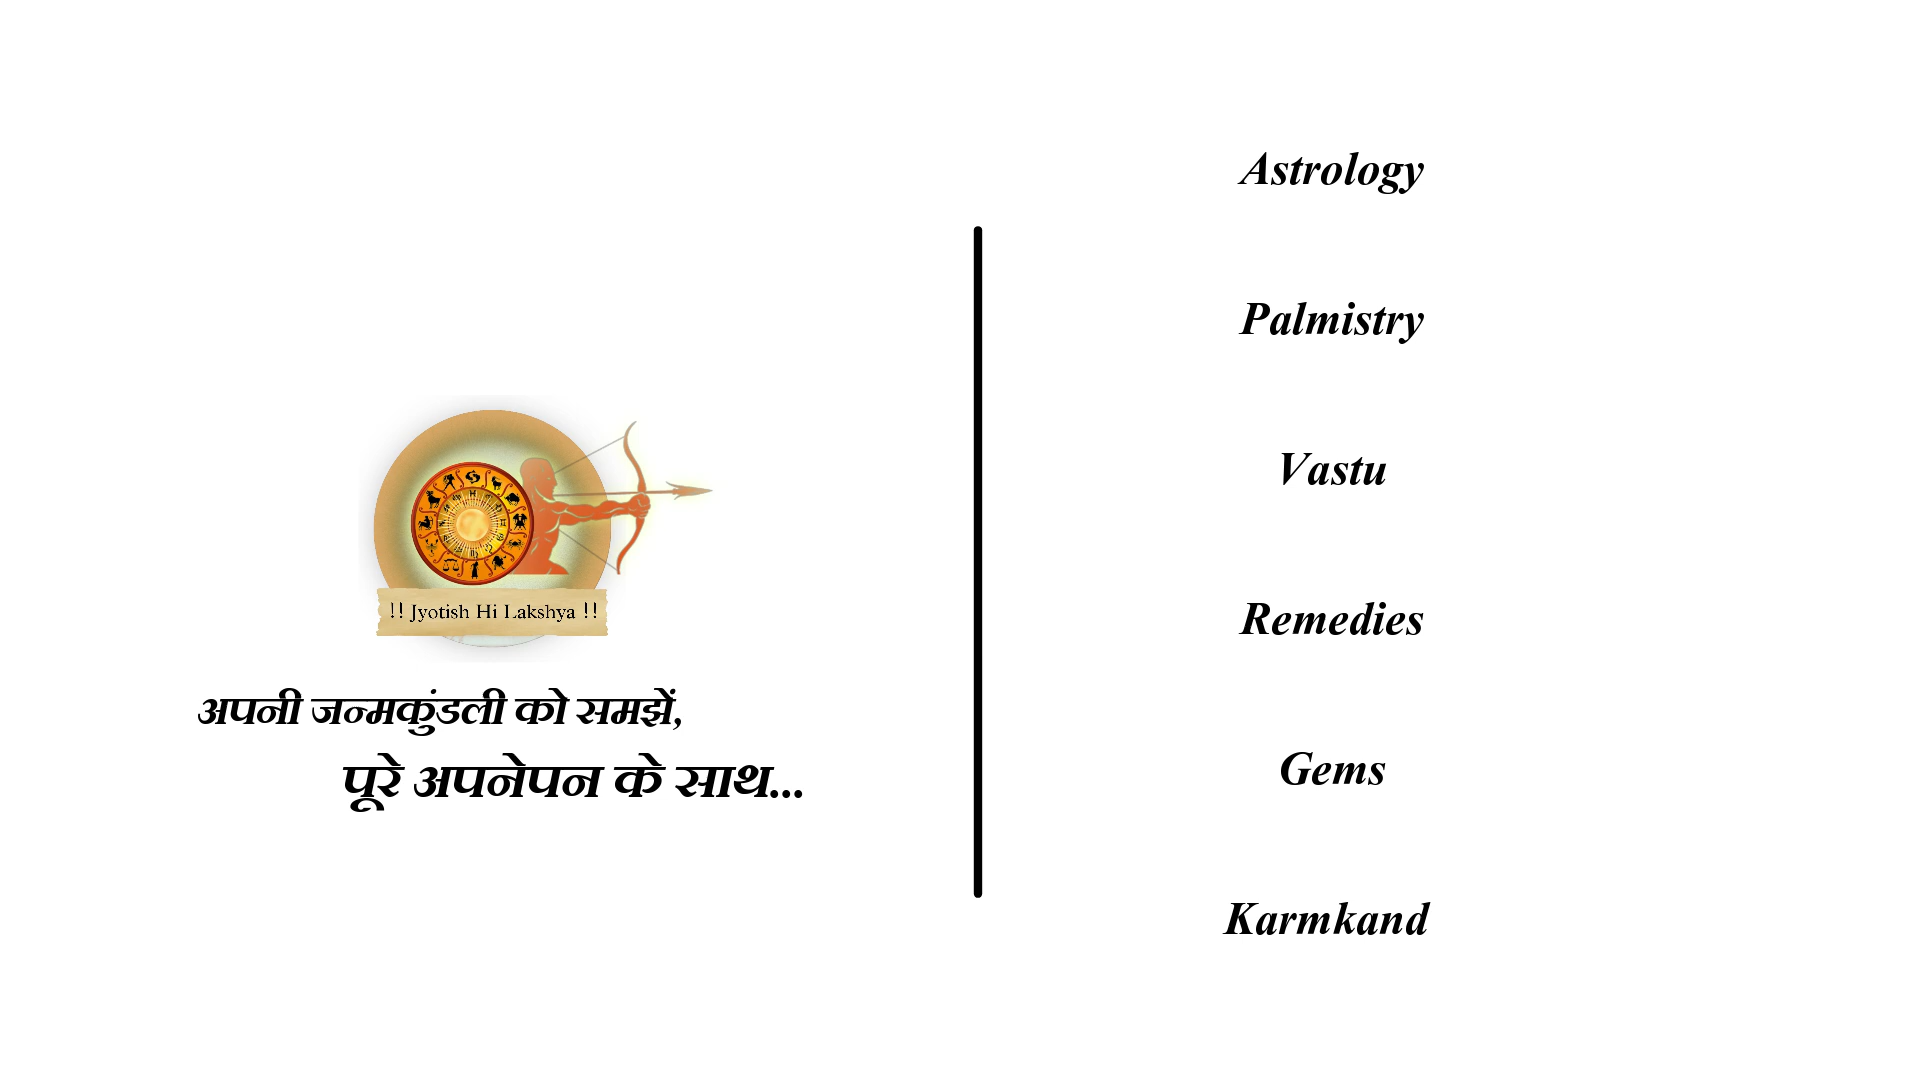 !! Jyotish Hi Lakshya !!
अपनी जन्मकुंडली को समझें,
पूरे अपनेपन के साथ...
Astrology
Palmistry
Vastu
Remedies
Gems
Karmkand